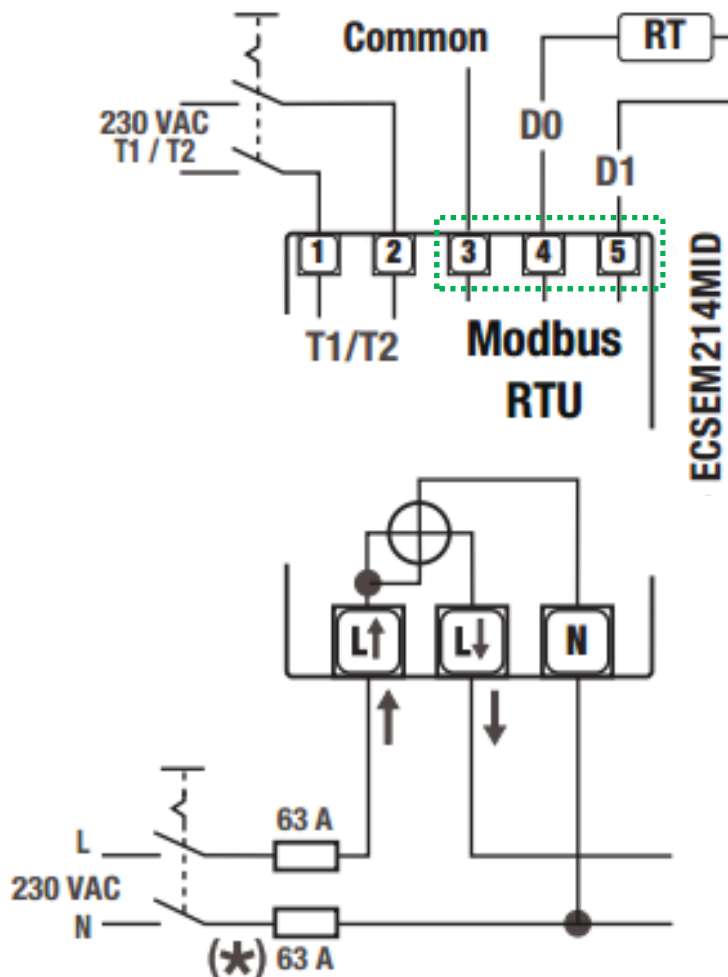 Common
RT
230 VAC
T1 / T2
D0
D1
1 2 3 4 5
T1/T2
Modbus
RTU
ECSEM214MID
L↑ L↓ N
63 A
L
230 VAC
N
(*) 63 A